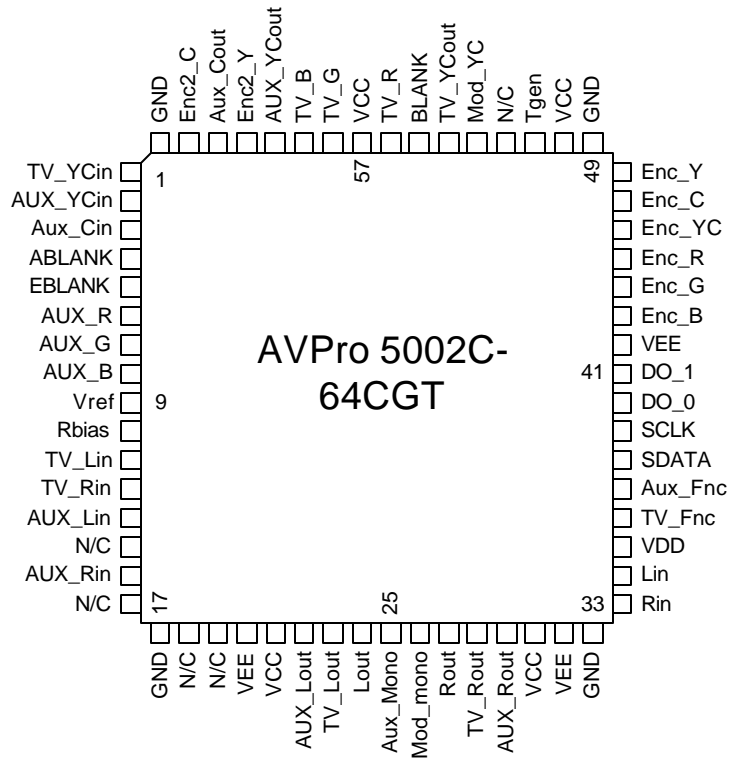 GND
Enc2_C
Aux_Cout
Enc2_Y
AUX_YCout
TV_B
TV_G
VCC
TV_R
BLANK
TV_YCout
Mod_YC
N/C
Tgen
VCC
GND
TV_YCin
AUX_YCin
Aux_Cin
ABLANK
EBLANK
AUX_R
AUX_G
AUX_B
Vref
Rbias
TV_Lin
TV_Rin
AUX_Lin
N/C
AUX_Rin
N/C
1
57
49
9
41
17
25
33
AVPro 5002C-
64CGT
Enc_Y
Enc_C
Enc_YC
Enc_R
Enc_G
Enc_B
VEE
DO_1
DO_0
SCLK
SDATA
Aux_Fnc
TV_Fnc
VDD
Lin
Rin
GND
N/C
N/C
VEE
VCC
AUX_Lout
TV_Lout
Lout
Aux_Mono
Mod_mono
Rout
TV_Rout
AUX_Rout
VCC
VEE
GND